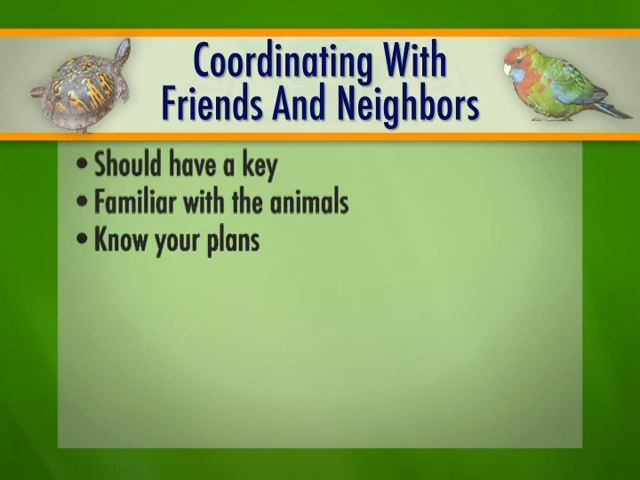 Coordinating With
Friends And Neighbors
• Should have a key
• Familiar with the animals
• Know your plans